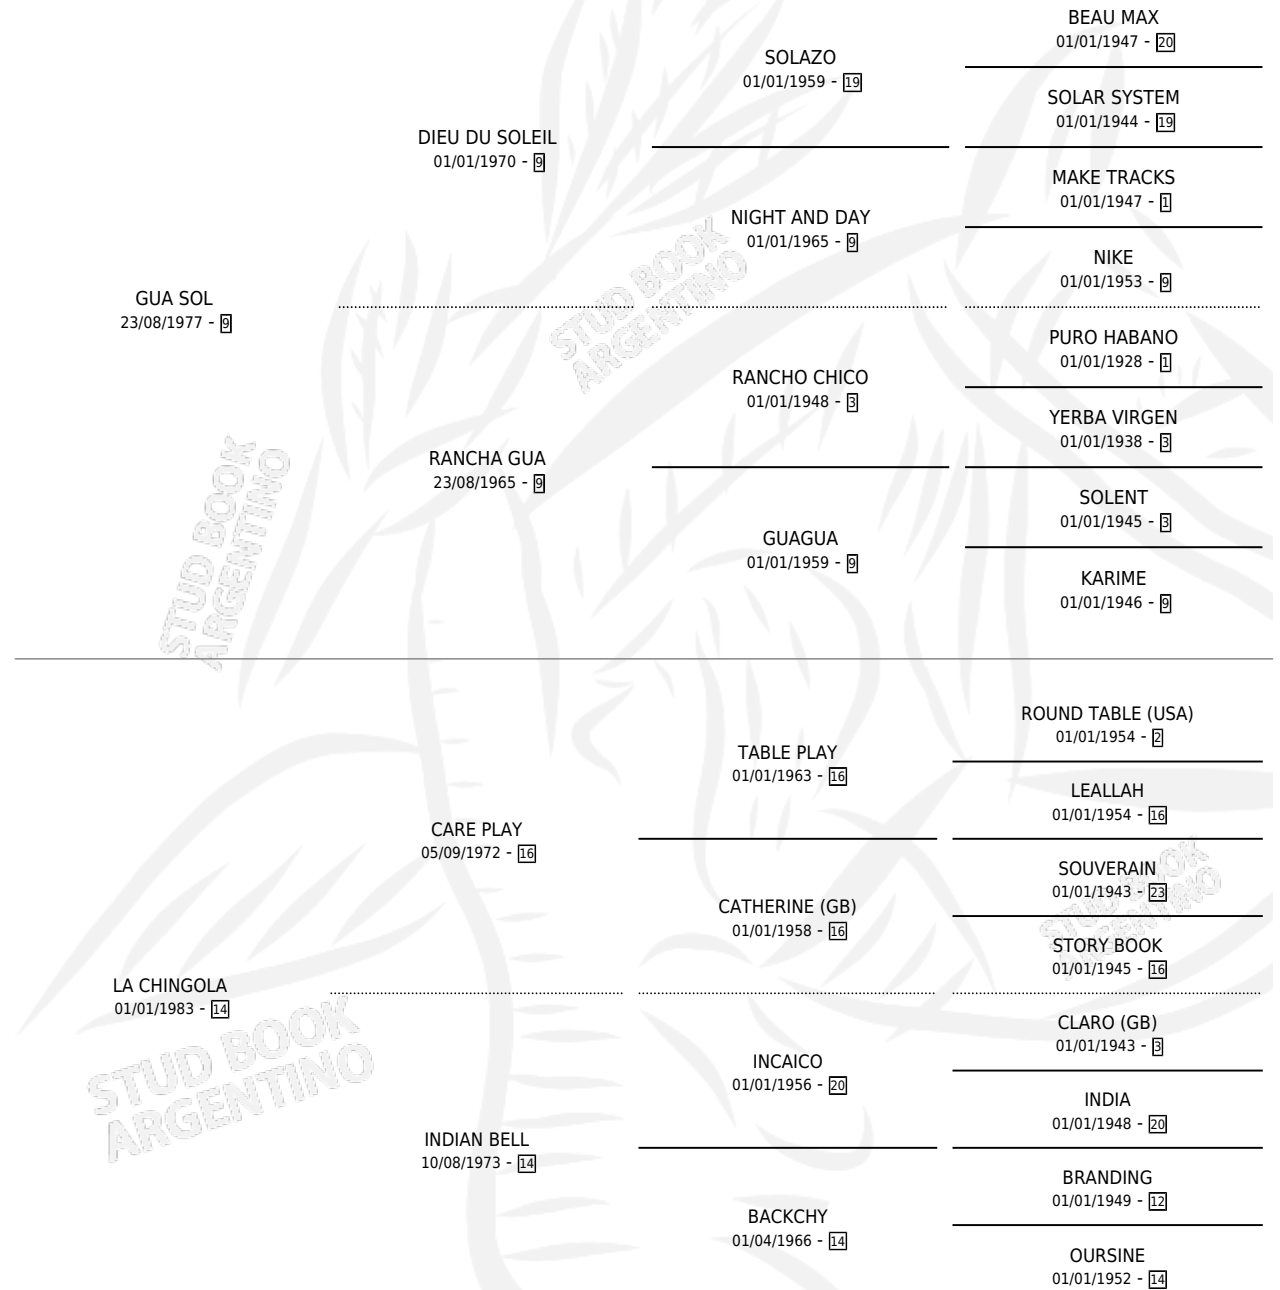 BEAU MAX
01/01/1947 - 20
SOLAZO
01/01/1959 - 19
SOLAR SYSTEM
01/01/1944 - 19
DIEU DU SOLEIL
01/01/1970 - 9
MAKE TRACKS
01/01/1947 - 1
NIGHT AND DAY
01/01/1965 - 9
NIKE
01/01/1953 - 9
GUA SOL
23/08/1977 - 9
PURO HABANO
01/01/1928 - 1
RANCHO CHICO
01/01/1948 - 3
YERBA VIRGEN
01/01/1938 - 3
RANCHA GUA
23/08/1965 - 9
SOLENT
01/01/1945 - 3
GUAGUA
01/01/1959 - 9
KARIME
01/01/1946 - 9
STUD BOOK
ARGENTINO
STUD BOOK
ARGENTINO
ROUND TABLE (USA)
01/01/1954 - 2
TABLE PLAY
01/01/1963 - 16
LEALLAH
01/01/1954 - 16
CARE PLAY
05/09/1972 - 16
SOUVERAIN
01/01/1943 - 23
CATHERINE (GB)
01/01/1958 - 16
STORY BOOK
01/01/1945 - 16
LA CHINGOLA
01/01/1983 - 14
CLARO (GB)
01/01/1943 - 3
INCAICO
01/01/1956 - 20
INDIA
01/01/1948 - 20
INDIAN BELL
10/08/1973 - 14
BRANDING
01/01/1949 - 12
BACKCHY
01/04/1966 - 14
OURSINE
01/01/1952 - 14
STUD BOOK
ARGENTINO
STUD BOOK
ARGENTINO